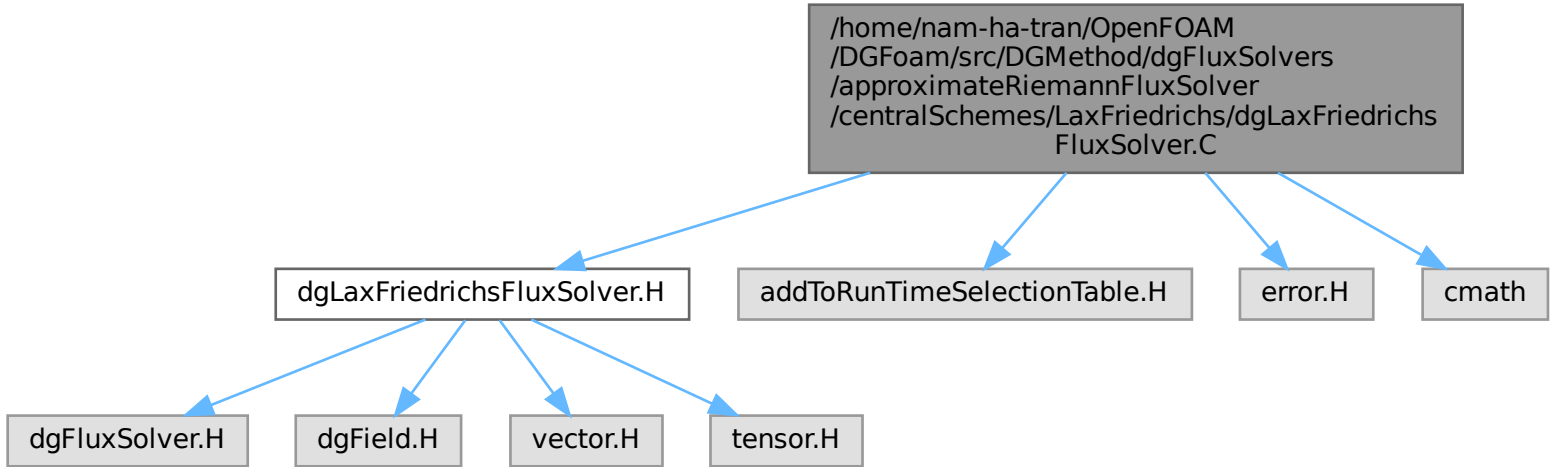 /home/nam-ha-tran/OpenFOAM
/DGFoam/src/DGMethod/dgFluxSolvers
/approximateRiemannFluxSolver
/centralSchemes/LaxFriedrichs/dgLaxFriedrichs
FluxSolver.C
dgLaxFriedrichsFluxSolver.H
addToRunTimeSelectionTable.H
error.H
cmath
dgFluxSolver.H
dgField.H
vector.H
tensor.H